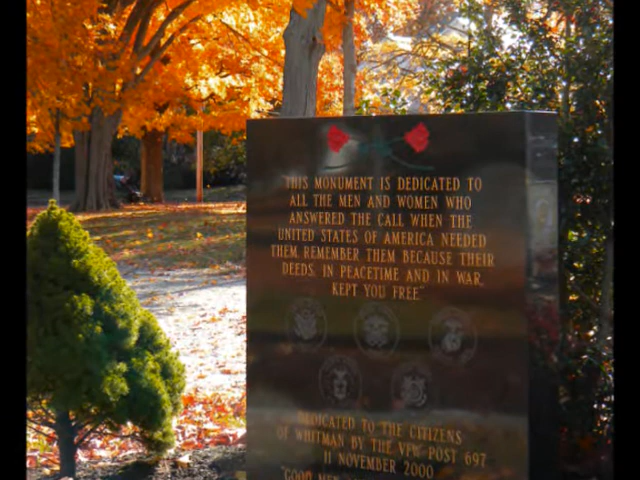 THIS MONUMENT IS DEDICATED TO
ALL THE MEN AND WOMEN WHO
ANSWERED THE CALL WHEN THE
UNITED STATES OF AMERICA NEEDED
THEM. REMEMBER THEM BECAUSE THEIR
DEEDS, IN PEACETIME AND IN WAR,
KEPT YOU FREE"
DEDICATED TO THE CITIZENS
OF WHITMAN BY THE VFW POST 697
11 NOVEMBER 2000
"GOOD